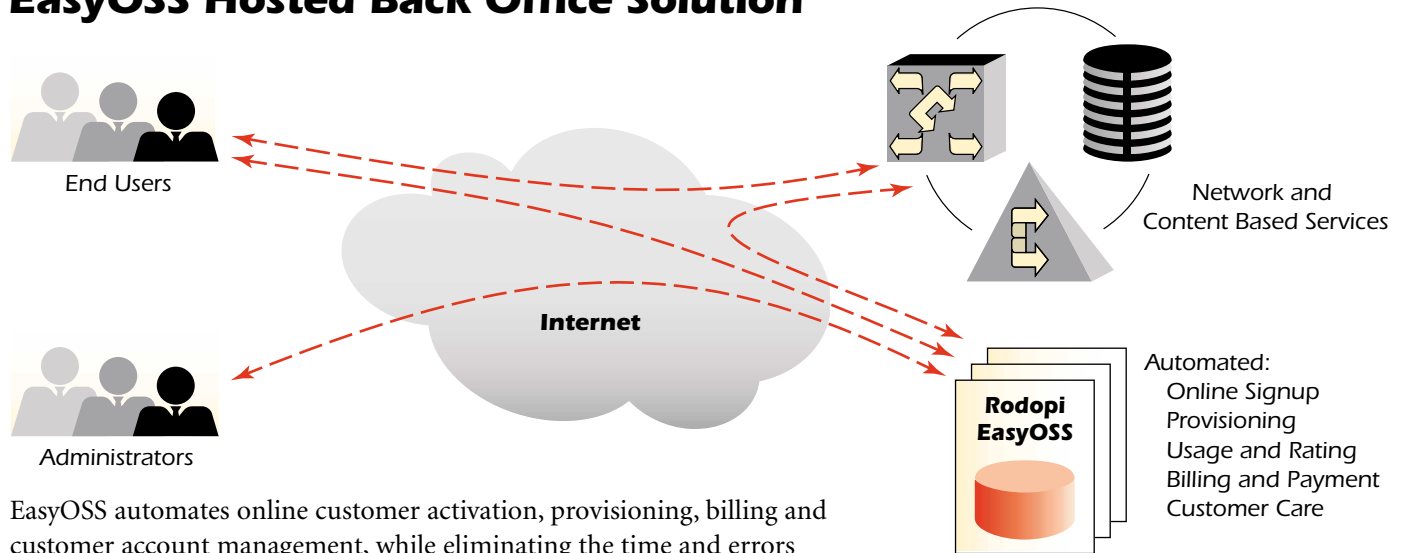 EasyOSS Hosted Back Office Solution
End Users
Network and
Content Based Services
Internet
Administrators
Rodopi
EasyOSS
Automated:
Online Signup
Provisioning
Usage and Rating
Billing and Payment
Customer Care
EasyOSS automates online customer activation, provisioning, billing and
customer account management, while eliminating the time and errors